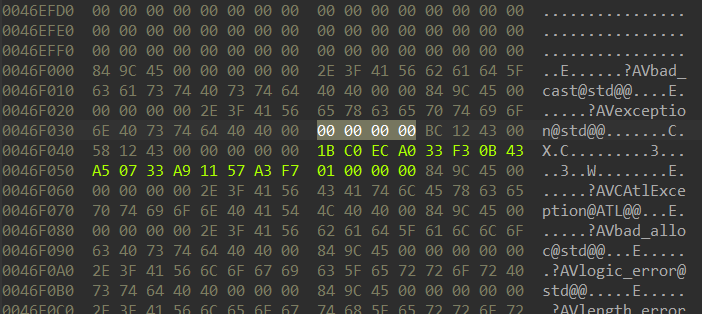 0046EFD0 00 00 00 00 00 00 00 00 00 00 00 00 00 00 00 00 ................
0046EFE0 00 00 00 00 00 00 00 00 00 00 00 00 00 00 00 00 ................
0046EFF0 00 00 00 00 00 00 00 00 00 00 00 00 00 00 00 00 ................
0046F000 84 9C 45 00 00 00 00 00 2E 3F 41 56 62 61 64 5F ..E......?AVbad_
0046F010 63 61 73 74 40 73 74 64 40 40 00 00 84 9C 45 00 cast@std@@....E.
0046F020 00 00 00 00 2E 3F 41 56 65 78 63 65 70 74 69 6F .....?AVexceptio
0046F030 6E 40 73 74 64 40 40 00 00 00 00 00 BC 12 43 00 n@std@@.......C.
0046F040 58 12 43 00 00 00 00 00 1B C0 EC A0 33 F3 0B 43 X.C.........3...
0046F050 A5 07 33 A9 11 57 A3 F7 01 00 00 00 84 9C 45 00 ..3..W........E.
0046F060 00 00 00 00 2E 3F 41 56 43 41 74 6C 45 78 63 65 .....?AVCAtlExce
0046F070 70 74 69 6F 6E 40 41 54 4C 40 40 00 84 9C 45 00 ption@ATL@@...E.
0046F080 00 00 00 00 2E 3F 41 56 62 61 64 5F 61 6C 6C 6F .....?AVbad_allo
0046F090 63 40 73 74 64 40 40 00 84 9C 45 00 00 00 00 00 c@std@@...E.....
0046F0A0 2E 3F 41 56 6C 6F 67 69 63 5F 65 72 72 6F 72 40 .?AVlogic_error@
0046F0B0 73 74 64 40 40 00 00 00 84 9C 45 00 00 00 00 00 std@@.....E.....
0046F0C0 2E 3F 41 56 6C 65 6E 67 74 68 5F 65 72 72 6F 72 .?AVlength_error